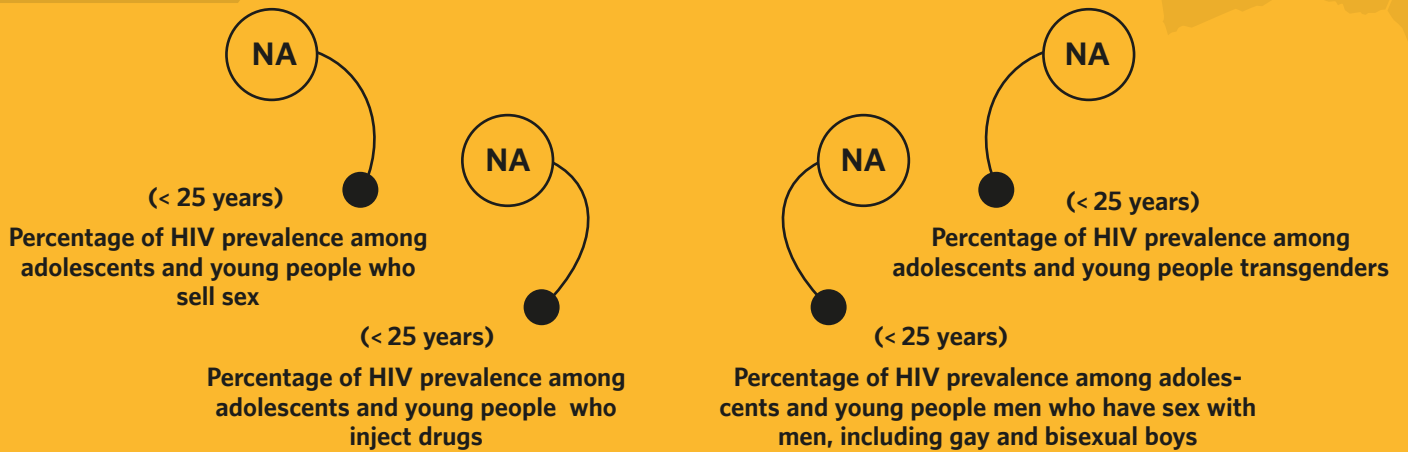 NA
(< 25 years)
Percentage of HIV prevalence among
adolescents and young people who
sell sex
NA
(< 25 years)
Percentage of HIV prevalence among
adolescents and young people who
inject drugs
NA
(< 25 years)
Percentage of HIV prevalence among adoles-
cents and young people men who have sex with
men, including gay and bisexual boys
NA
(< 25 years)
Percentage of HIV prevalence among
adolescents and young people transgenders